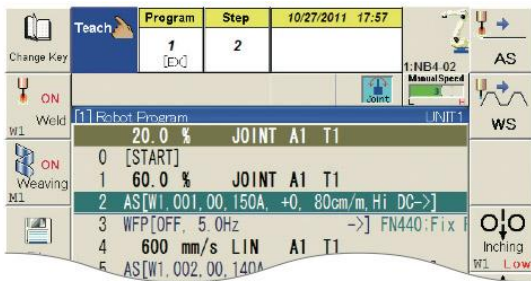 Change Key
Teach
Program
Step
10/27/2011 17:57
1
[EX]
2
1:NB4-02
AS
ON
Weld
W1
Joint
Manual Speed
L H
WS
[1] Robot Program UNIT1
20.0 % JOINT A1 T1
0 [START]
ON
Weaving
M1
1 60.0 % JOINT A1 T1
2 AS[W1,001,00,150A, +0, 80cm/m,Hi DC->]
3 WFP[OFF, 5.0Hz ->] FN440:Fix
4 600 mm/s LIN A1 T1
5 AS[W1,002,00,140A
Inching
W1 Low